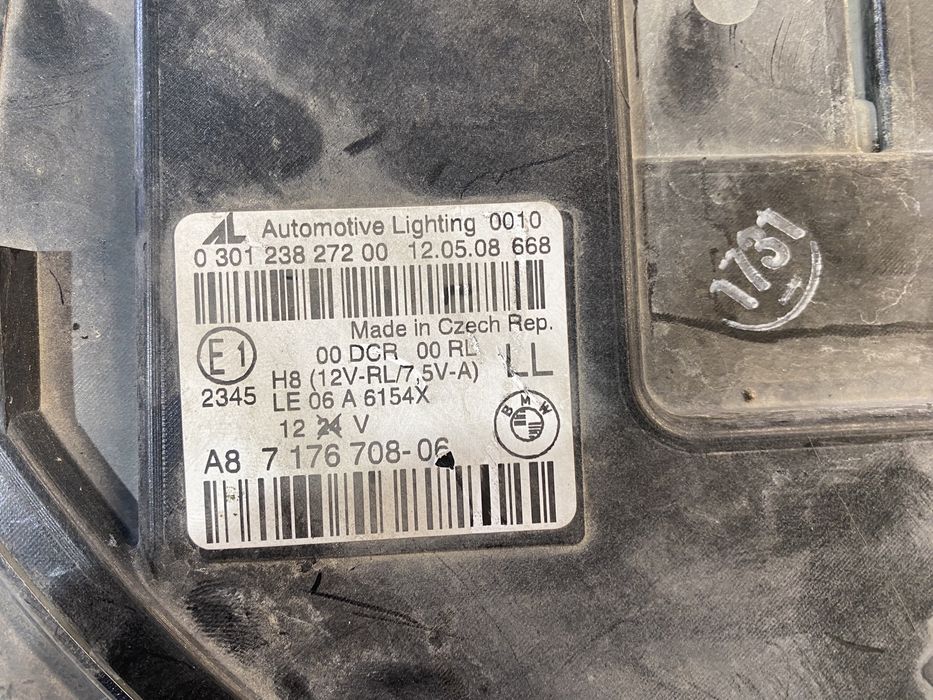 AL Automotive Lighting 0010
0 301 238 272 00 12.05.08 668
Made in Czech Rep.
E1 00 DCR 00 RL LL
H8 (12V-RL/7,5V-A)
2345 LE 06 A 6154X
12 24 V
BMW
A8 7 176 708-06
1731